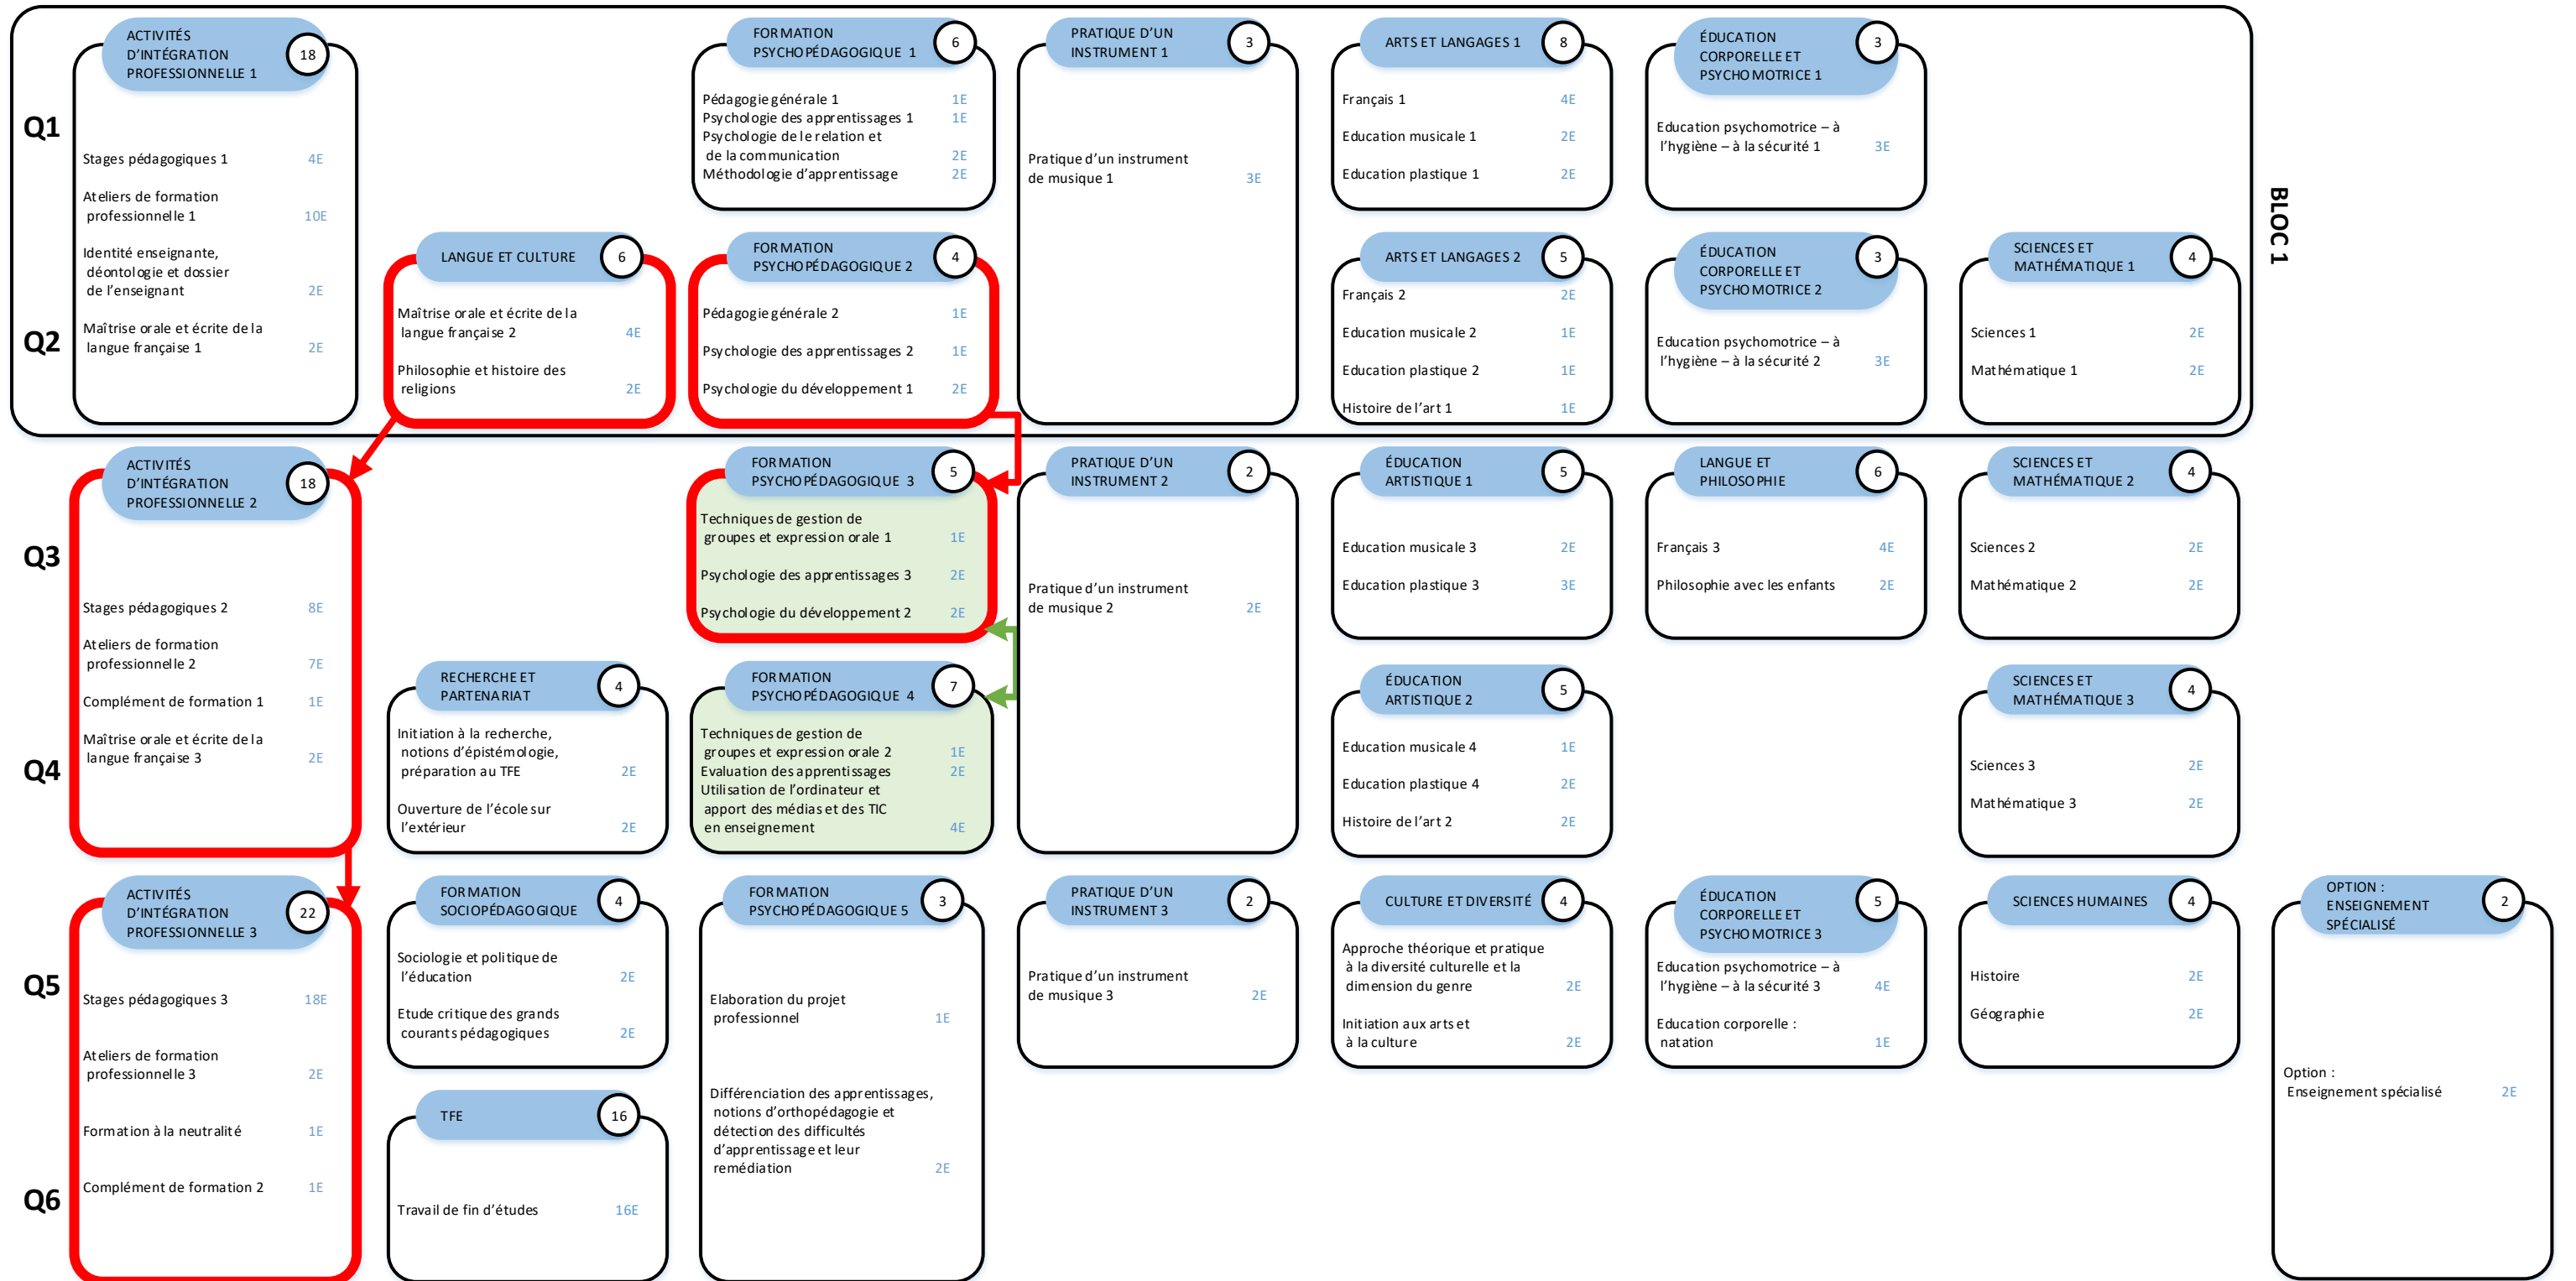 Q1
Q2
BLOC 1
ACTIVITÉS
D'INTÉGRATION
PROFESSIONNELLE 1
18
Stages pédagogiques 1 4E
Ateliers de formation
professionnelle 1 10E
Identité enseignante,
déontologie et dossier
de l'enseignant 2E
Maîtrise orale et écrite de la
langue française 1 2E
LANGUE ET CULTURE 6
Maîtrise orale et écrite de la
langue française 2 4E
Philosophie et histoire des
religions 2E
FORMATION
PSYCHOPÉDAGOGIQUE 1
6
Pédagogie générale 1 1E
Psychologie des apprentissages 1 1E
Psychologie de le relation et
de la communication 2E
Méthodologie d'apprentissage 2E
FORMATION
PSYCHOPÉDAGOGIQUE 2
4
Pédagogie générale 2 1E
Psychologie des apprentissages 2 1E
Psychologie du développement 1 2E
PRATIQUE D'UN
INSTRUMENT 1
3
Pratique d'un instrument
de musique 1 3E
ARTS ET LANGAGES 1 8
Français 1 4E
Education musicale 1 2E
Education plastique 1 2E
ARTS ET LANGAGES 2 5
Français 2 2E
Education musicale 2 1E
Education plastique 2 1E
Histoire de l'art 1 1E
ÉDUCATION
CORPORELLE ET
PSYCHOMOTRICE 1
3
Education psychomotrice – à
l'hygiène – à la sécurité 1 3E
ÉDUCATION
CORPORELLE ET
PSYCHOMOTRICE 2
3
Education psychomotrice – à
l'hygiène – à la sécurité 2 3E
SCIENCES ET
MATHÉMATIQUE 1
4
Sciences 1 2E
Mathématique 1 2E
Q3
Q4
ACTIVITÉS
D'INTÉGRATION
PROFESSIONNELLE 2
18
Stages pédagogiques 2 8E
Ateliers de formation
professionnelle 2 7E
Complément de formation 1 1E
Maîtrise orale et écrite de la
langue française 3 2E
RECHERCHE ET
PARTENARIAT
4
Initiation à la recherche,
notions d'épistémologie,
préparation au TFE 2E
Ouverture de l'école sur
l'extérieur 2E
FORMATION
PSYCHOPÉDAGOGIQUE 3
5
Techniques de gestion de
groupes et expression orale 1 1E
Psychologie des apprentissages 3 2E
Psychologie du développement 2 2E
FORMATION
PSYCHOPÉDAGOGIQUE 4
7
Techniques de gestion de
groupes et expression orale 2 1E
Evaluation des apprentissages 2E
Utilisation de l'ordinateur et
apport des médias et des TIC
en enseignement 4E
PRATIQUE D'UN
INSTRUMENT 2
2
Pratique d'un instrument
de musique 2 2E
ÉDUCATION
ARTISTIQUE 1
5
Education musicale 3 2E
Education plastique 3 3E
ÉDUCATION
ARTISTIQUE 2
5
Education musicale 4 1E
Education plastique 4 2E
Histoire de l'art 2 2E
LANGUE ET
PHILOSOPHIE
6
Français 3 4E
Philosophie avec les enfants 2E
SCIENCES ET
MATHÉMATIQUE 2
4
Sciences 2 2E
Mathématique 2 2E
SCIENCES ET
MATHÉMATIQUE 3
4
Sciences 3 2E
Mathématique 3 2E
Q5
Q6
ACTIVITÉS
D'INTÉGRATION
PROFESSIONNELLE 3
22
Stages pédagogiques 3 18E
Ateliers de formation
professionnelle 3 2E
Formation à la neutralité 1E
Complément de formation 2 1E
FORMATION
SOCIOPÉDAGOGIQUE
4
Sociologie et politique de
l'éducation 2E
Etude critique des grands
courants pédagogiques 2E
TFE 16
Travail de fin d'études 16E
FORMATION
PSYCHOPÉDAGOGIQUE 5
3
Elaboration du projet
professionnel 1E
Différenciation des apprentissages,
notions d'orthopédagogie et
détection des difficultés
d'apprentissage et leur
remédiation 2E
PRATIQUE D'UN
INSTRUMENT 3
2
Pratique d'un instrument
de musique 3 2E
CULTURE ET DIVERSITÉ 4
Approche théorique et pratique
à la diversité culturelle et la
dimension du genre 2E
Initiation aux arts et
à la culture 2E
ÉDUCATION
CORPORELLE ET
PSYCHOMOTRICE 3
5
Education psychomotrice – à
l'hygiène – à la sécurité 3 4E
Education corporelle :
natation 1E
SCIENCES HUMAINES 4
Histoire 2E
Géographie 2E
OPTION :
ENSEIGNEMENT
SPÉCIALISÉ
2
Option :
Enseignement spécialisé 2E